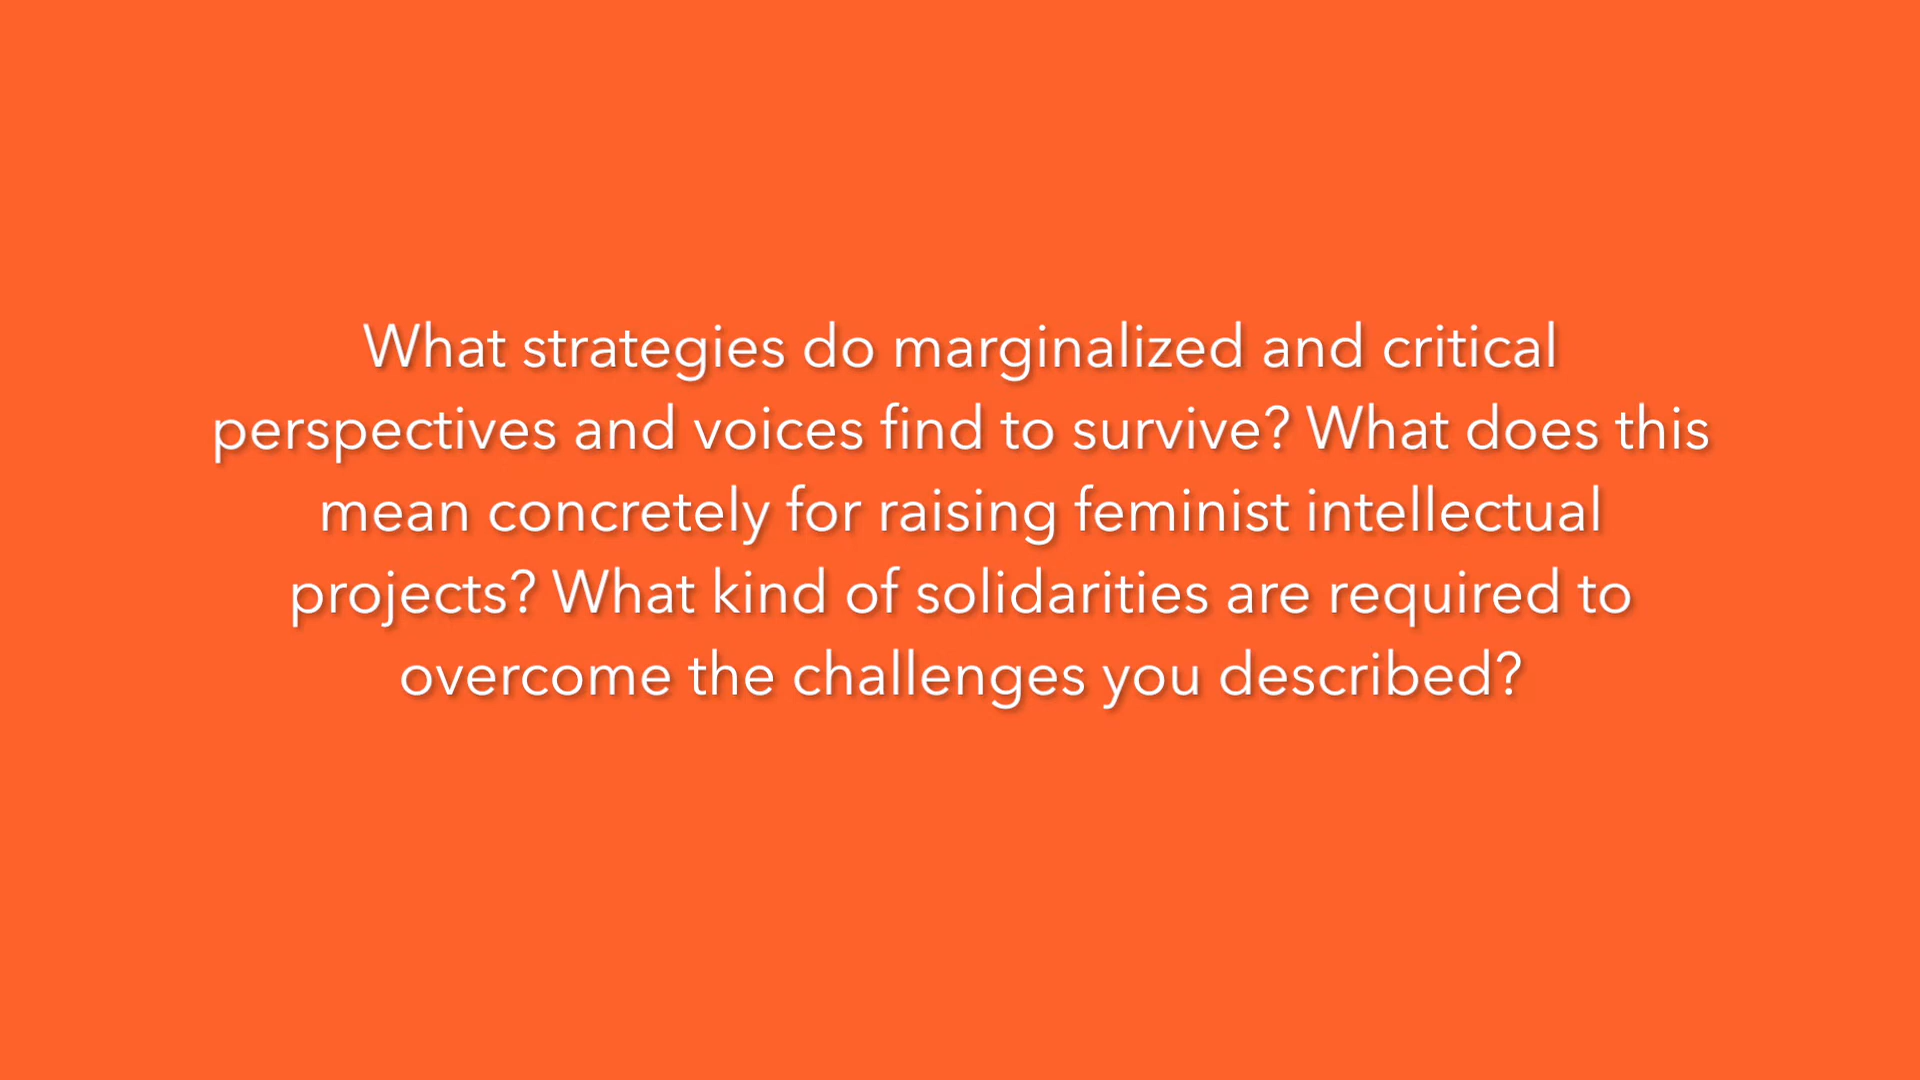 What strategies do marginalized and critical
perspectives and voices find to survive? What does this
mean concretely for raising feminist intellectual
projects? What kind of solidarities are required to
overcome the challenges you described?